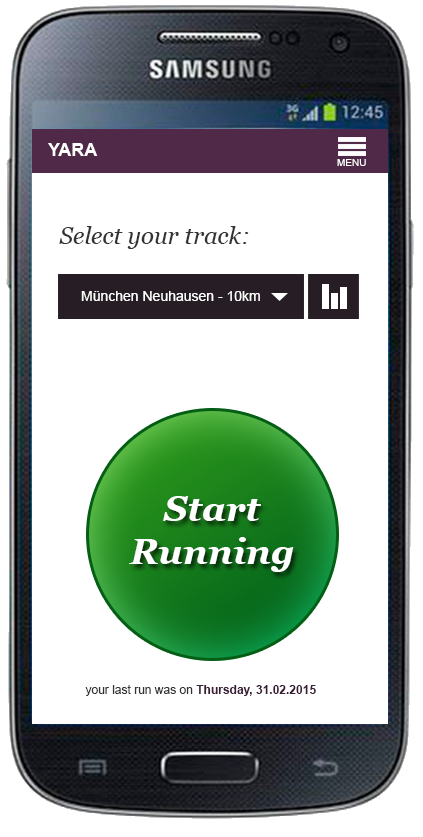 SAMSUNG
3G 12:45
YARA
MENU
Select your track:
München Neuhausen - 10km
Start
Running
your last run was on Thursday, 31.02.2015